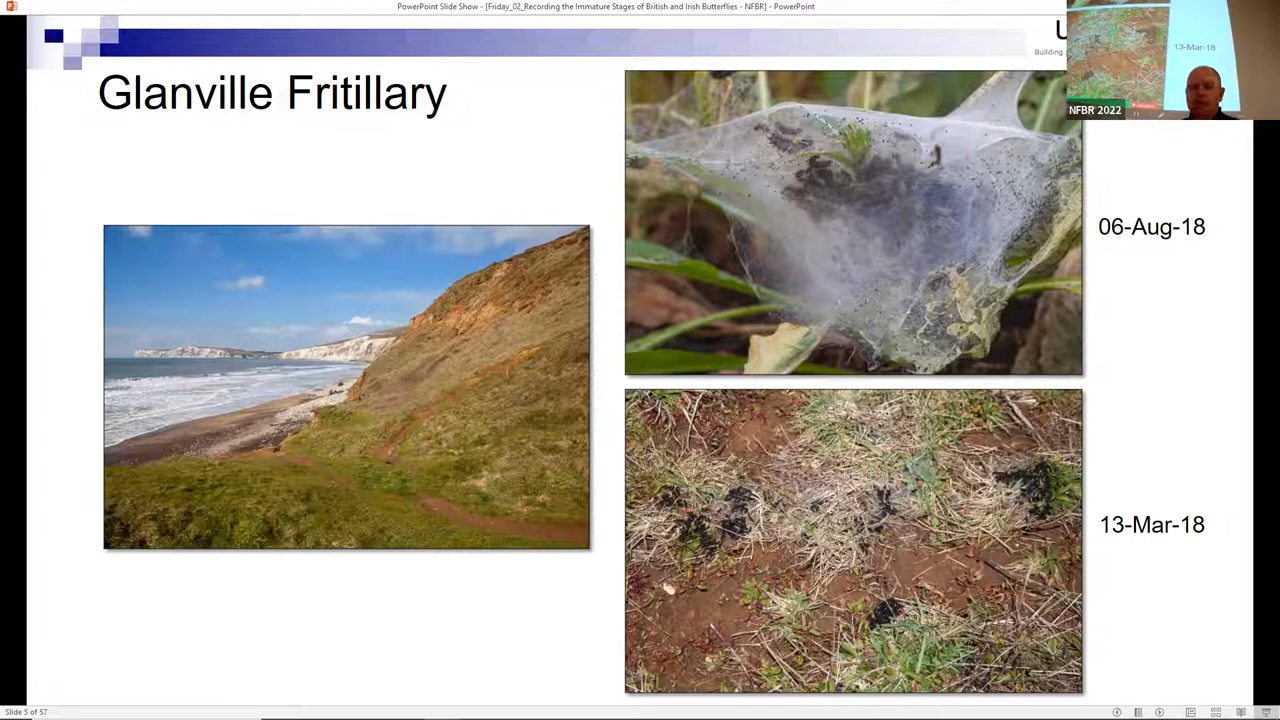 PowerPoint Slide Show - [Friday_02_Recording the Immature Stages of British and Irish Butterflies - NFBR] - PowerPoint
U
Building
13-Mar-18
NFBR 2022
Glanville Fritillary
06-Aug-18
13-Mar-18
Slide 5 of 57